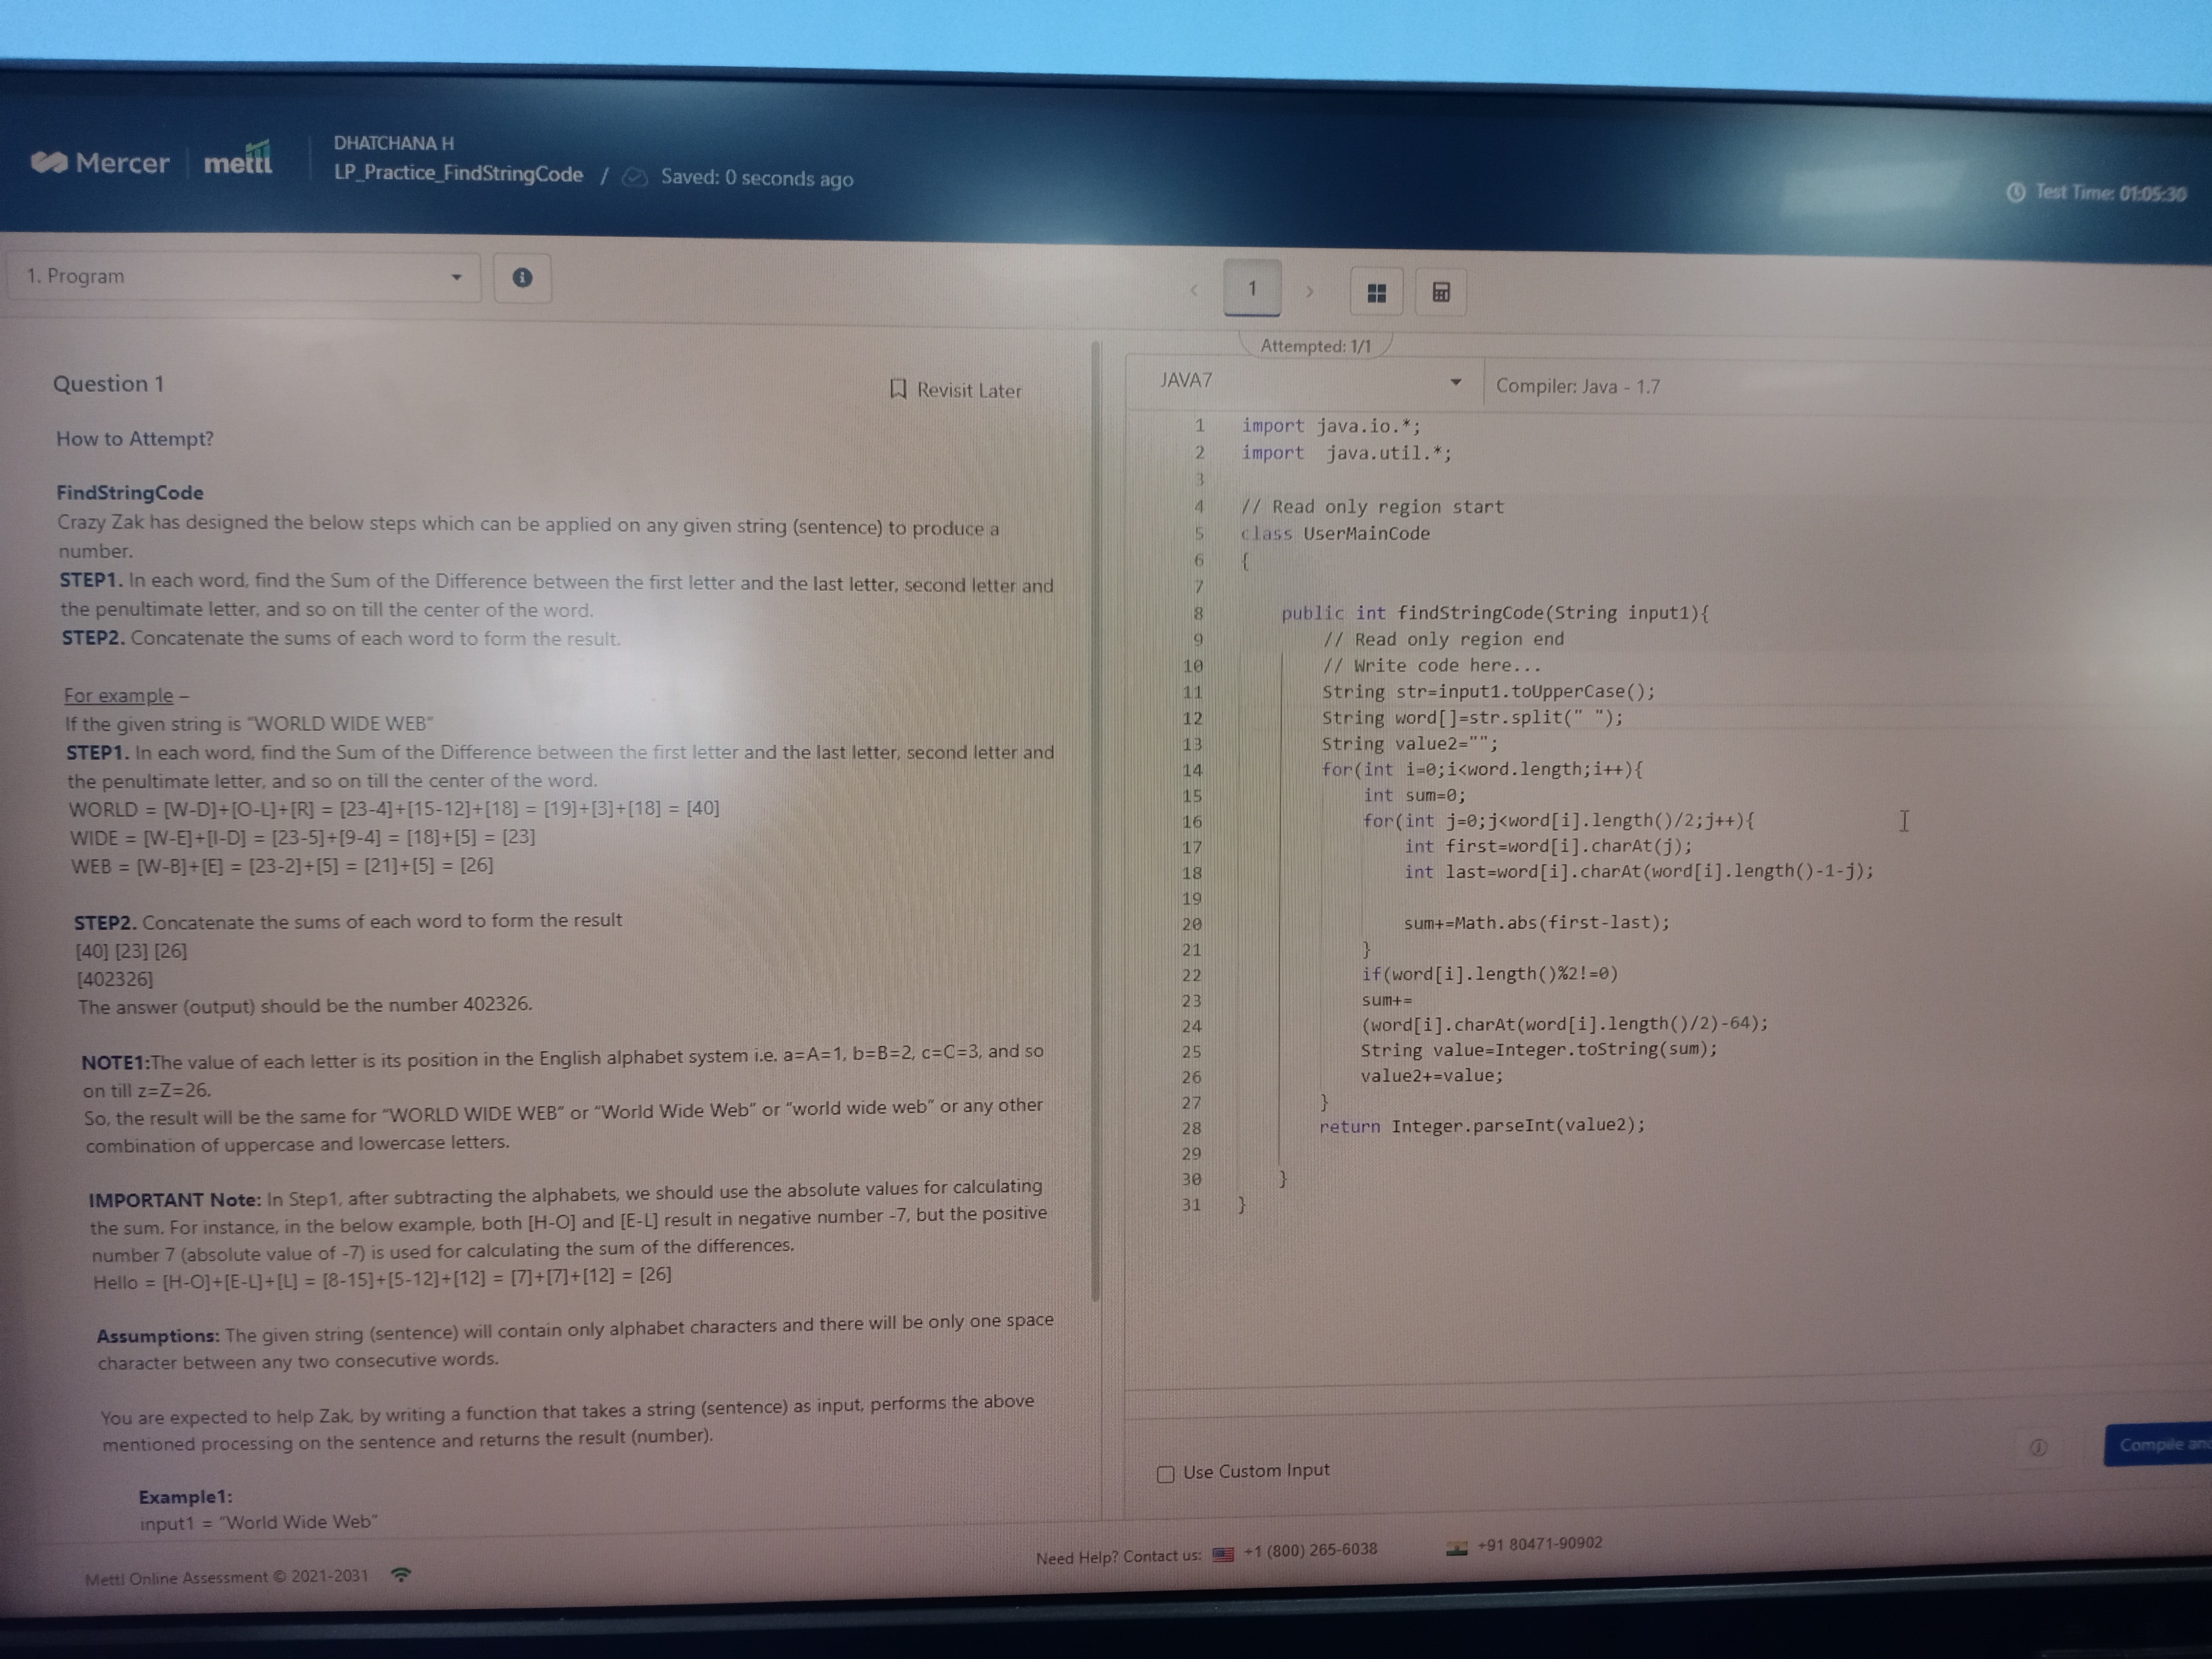 Mercer mettl
DHATCHANA H
LP_Practice_FindStringCode / Saved: 0 seconds ago
Test Time: 01:05:30
1. Program
1
Attempted: 1/1
Question 1
Revisit Later
How to Attempt?
FindStringCode
Crazy Zak has designed the below steps which can be applied on any given string (sentence) to produce a
number.
STEP1. In each word, find the Sum of the Difference between the first letter and the last letter, second letter and
the penultimate letter, and so on till the center of the word.
STEP2. Concatenate the sums of each word to form the result.
For example –
If the given string is "WORLD WIDE WEB"
STEP1. In each word, find the Sum of the Difference between the first letter and the last letter, second letter and
the penultimate letter, and so on till the center of the word.
WORLD = [W-D]+[O-L]+[R] = [23-4]+[15-12]+[18] = [19]+[3]+[18] = [40]
WIDE = [W-E]+[I-D] = [23-5]+[9-4] = [18]+[5] = [23]
WEB = [W-B]+[E] = [23-2]+[5] = [21]+[5] = [26]
STEP2. Concatenate the sums of each word to form the result
[40] [23] [26]
[402326]
The answer (output) should be the number 402326.
NOTE1:The value of each letter is its position in the English alphabet system i.e. a=A=1, b=B=2, c=C=3, and so
on till z=Z=26.
So, the result will be the same for "WORLD WIDE WEB" or "World Wide Web" or "world wide web" or any other
combination of uppercase and lowercase letters.
IMPORTANT Note: In Step1, after subtracting the alphabets, we should use the absolute values for calculating
the sum. For instance, in the below example, both [H-O] and [E-L] result in negative number -7, but the positive
number 7 (absolute value of -7) is used for calculating the sum of the differences.
Hello = [H-O]+[E-L]+[L] = [8-15]+[5-12]+[12] = [7]+[7]+[12] = [26]
Assumptions: The given string (sentence) will contain only alphabet characters and there will be only one space
character between any two consecutive words.
You are expected to help Zak, by writing a function that takes a string (sentence) as input, performs the above
mentioned processing on the sentence and returns the result (number).
Example1:
input1 = "World Wide Web"
JAVA7
Compiler: Java - 1.7
1 import java.io.*;
2 import  java.util.*;
3
4 // Read only region start
5 class UserMainCode
6 {
7
8     public int findStringCode(String input1){
9         // Read only region end
10         // Write code here...
11         String str=input1.toUpperCase();
12         String word[]=str.split(" ");
13         String value2="";
14         for(int i=0;i<word.length;i++){
15             int sum=0;
16             for(int j=0;j<word[i].length()/2;j++){
17                 int first=word[i].charAt(j);
18                 int last=word[i].charAt(word[i].length()-1-j);
19
20                 sum+=Math.abs(first-last);
21             }
22             if(word[i].length()%2!=0)
23             sum+=
24             (word[i].charAt(word[i].length()/2)-64);
25             String value=Integer.toString(sum);
26             value2+=value;
27         }
28         return Integer.parseInt(value2);
29
30     }
31 }
Use Custom Input
Compile and
Mettl Online Assessment © 2021-2031
Need Help? Contact us: +1 (800) 265-6038
+91 80471-90902